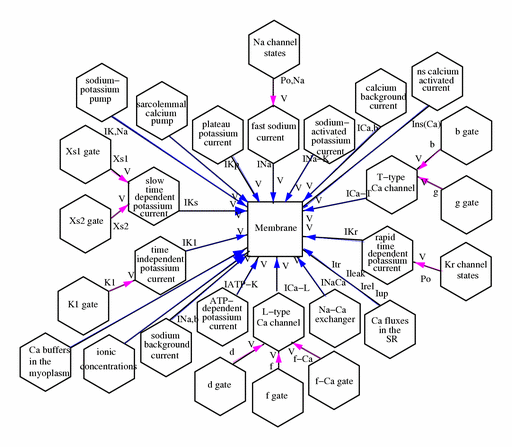 Na channel
states
sodium-
potassium
pump
sarcolemmal
calcium
pump
plateau
potassium
current
fast sodium
current
sodium-
activated
potassium
current
calcium
background
current
ns calcium
activated
current
Po,Na
V
IK,Na
IKp
INa
ICa,b
Ins(Ca)
Xs1 gate
Xs1
V
slow
time
dependent
potassium
current
IKs
Xs2 gate
Xs2
V
b gate
b
V
T-type
Ca channel
ICa-T
g gate
g
V
Membrane
V
V
V
V
V
V
V
V
V
V
V
V
V
V
time
independent
potassium
current
IK1
K1 gate
K1
V
IKr
rapid
time
dependent
potassium
current
Kr channel
states
Po
V
Itr
Ileak
Irel
Iup
Ca fluxes
in the
SR
INaCa
Na-Ca
exchanger
ICa-L
L-type
Ca channel
IATP-K
ATP-
dependent
potassium
current
INa,b
sodium
background
current
ionic
concentrations
Ca buffers
in the
myoplasm
d gate
d
V
f gate
f
V
f-Ca gate
f-Ca
V